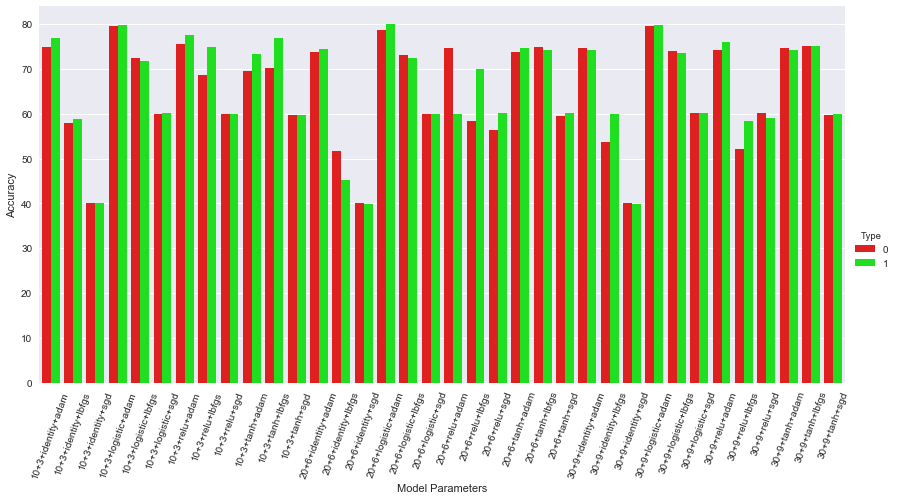 80
70
60
50
40
30
20
10
0
Accuracy
10+3+identity+adam
10+3+identity+lbfgs
10+3+identity+sgd
10+3+logistic+adam
10+3+logistic+lbfgs
10+3+logistic+sgd
10+3+relu+adam
10+3+relu+lbfgs
10+3+relu+sgd
10+3+tanh+adam
10+3+tanh+lbfgs
10+3+tanh+sgd
20+6+identity+adam
20+6+identity+lbfgs
20+6+identity+sgd
20+6+logistic+adam
20+6+logistic+lbfgs
20+6+logistic+sgd
20+6+relu+adam
20+6+relu+lbfgs
20+6+relu+sgd
20+6+tanh+adam
20+6+tanh+lbfgs
20+6+tanh+sgd
30+9+identity+adam
30+9+identity+lbfgs
30+9+identity+sgd
30+9+logistic+adam
30+9+logistic+lbfgs
30+9+logistic+sgd
30+9+relu+adam
30+9+relu+lbfgs
30+9+relu+sgd
30+9+tanh+adam
30+9+tanh+lbfgs
30+9+tanh+sgd
Model Parameters
Type
0
1